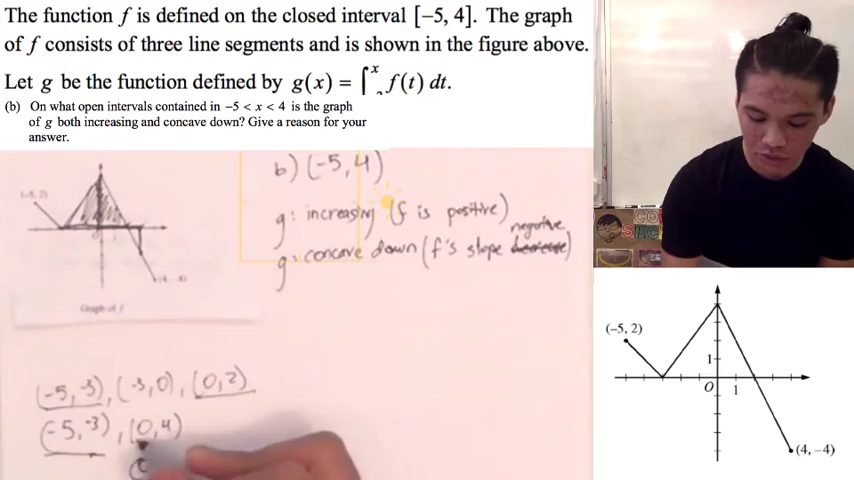 The function f is defined on the closed interval [−5, 4]. The graph
of f consists of three line segments and is shown in the figure above.
Let g be the function defined by g(x) = ∫ˣ f(t) dt.
(b) On what open intervals contained in −5 < x < 4 is the graph
of g both increasing and concave down? Give a reason for your
answer.
b) (-5, 4)
g: increasing (f is positive)
negative
g: concave down (f's slope)
Graph of f
(-5,-3), (-3,0), (0,2)
(-5,-3), (0,4)
CO
SEC
(−5, 2)
1
O 1
(4, −4)